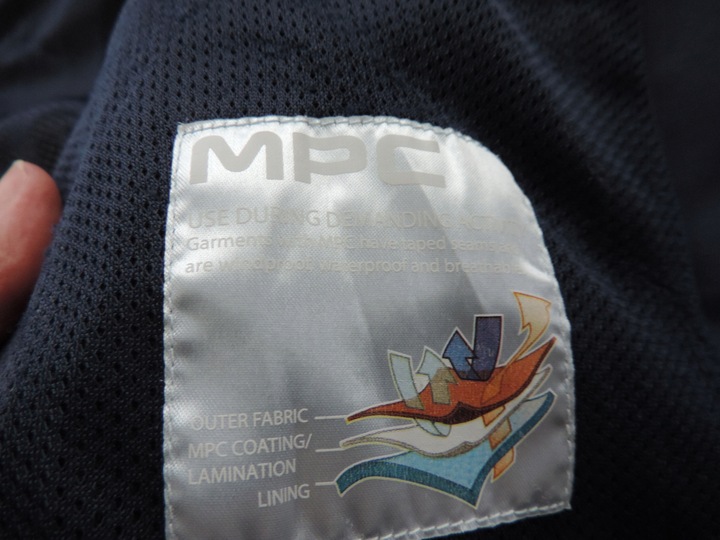 MPC
USE DURING DEMANDING
Garments with MPC have taped seams
are windproof, waterproof and breathable
OUTER FABRIC
MPC COATING/
LAMINATION
LINING